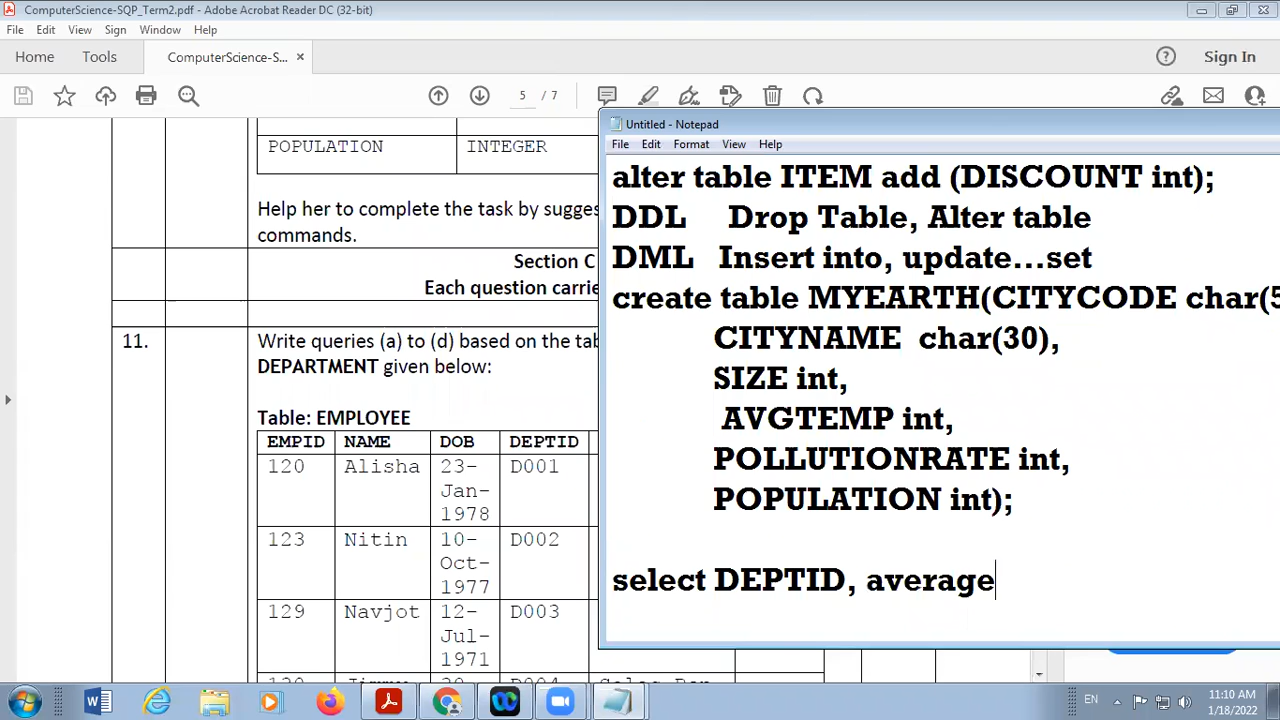 ComputerScience-SQP_Term2.pdf - Adobe Acrobat Reader DC (32-bit)
File Edit View Sign Window Help
Home Tools ComputerScience-S... × Sign In
5 / 7
POPULATION INTEGER
Help her to complete the task by sugges
commands.
Section C
Each question carrie
11. Write queries (a) to (d) based on the tab
DEPARTMENT given below:
Table: EMPLOYEE
EMPID NAME DOB DEPTID
120 Alisha 23- D001
Jan-
1978
123 Nitin 10- D002
Oct-
1977
129 Navjot 12- D003
Jul-
1971
Untitled - Notepad
File Edit Format View Help
alter table ITEM add (DISCOUNT int);
DDL Drop Table, Alter table
DML Insert into, update...set
create table MYEARTH(CITYCODE char(5
CITYNAME char(30),
SIZE int,
AVGTEMP int,
POLLUTIONRATE int,
POPULATION int);
select DEPTID, average
EN 11:10 AM
1/18/2022